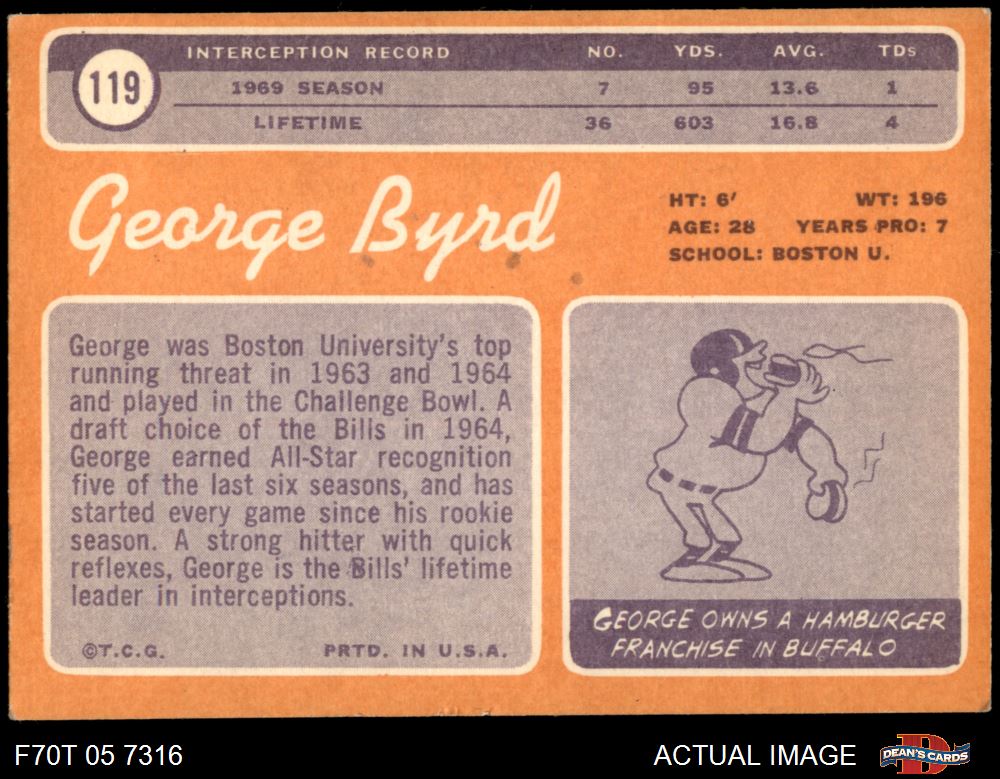 119
INTERCEPTION RECORD NO. YDS. AVG. TDs
1969 SEASON 7 95 13.6 1
LIFETIME 36 603 16.8 4
George Byrd
HT: 6′ WT: 196
AGE: 28 YEARS PRO: 7
SCHOOL: BOSTON U.
George was Boston University's top
running threat in 1963 and 1964
and played in the Challenge Bowl. A
draft choice of the Bills in 1964,
George earned All-Star recognition
five of the last six seasons, and has
started every game since his rookie
season. A strong hitter with quick
reflexes, George is the Bills' lifetime
leader in interceptions.
©T.C.G. PRTD. IN U.S.A.
GEORGE OWNS A HAMBURGER
FRANCHISE IN BUFFALO
F70T 05 7316 ACTUAL IMAGE
D
DEAN'S CARDS